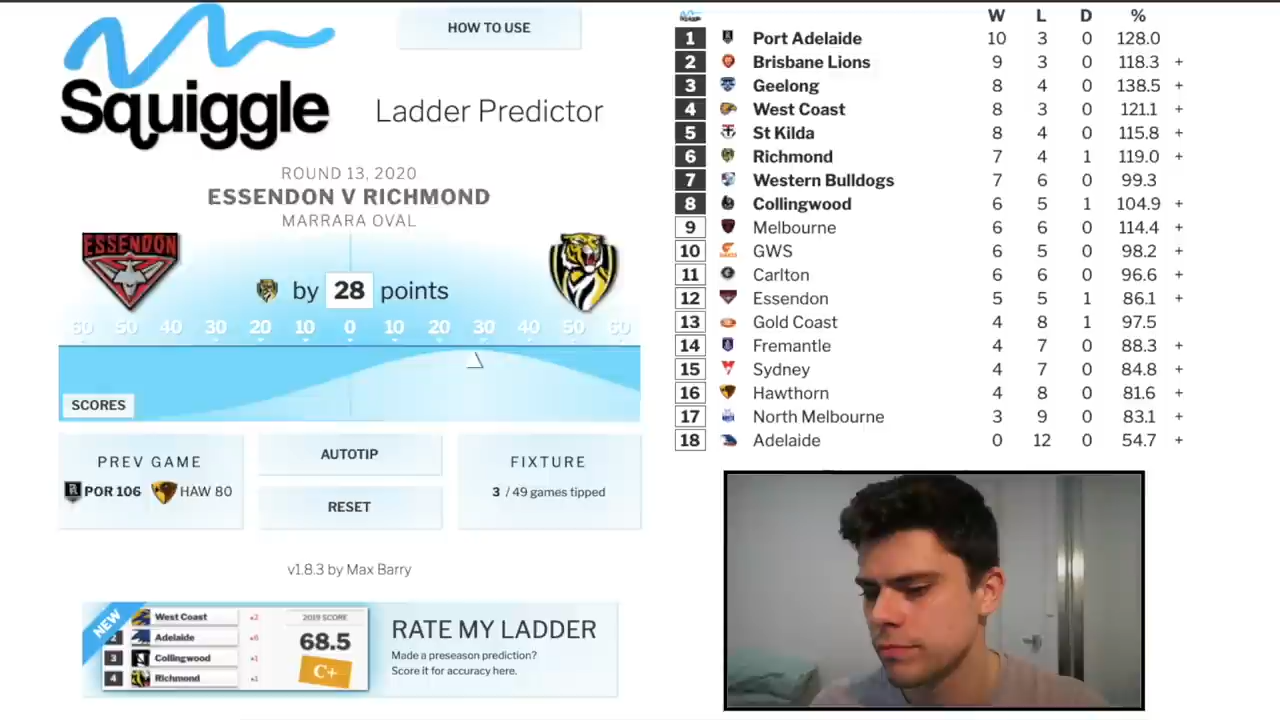 Squiggle
HOW TO USE
Ladder Predictor
ROUND 13, 2020
ESSENDON V RICHMOND
MARRARA OVAL
ESSENDON
by 28 points
60 50 40 30 20 10 0 10 20 30 40 50 60
SCORES
PREV GAME
POR 106 HAW 80
AUTOTIP
RESET
FIXTURE
3 / 49 games tipped
v1.8.3 by Max Barry
NEW
West Coast
2 Adelaide
3 Collingwood
4 Richmond
2019 SCORE
68.5
C+
RATE MY LADDER
Made a preseason prediction?
Score it for accuracy here.
W L D %
1 Port Adelaide 10 3 0 128.0
2 Brisbane Lions 9 3 0 118.3 +
3 Geelong 8 4 0 138.5 +
4 West Coast 8 3 0 121.1 +
5 St Kilda 8 4 0 115.8 +
6 Richmond 7 4 1 119.0 +
7 Western Bulldogs 7 6 0 99.3
8 Collingwood 6 5 1 104.9 +
9 Melbourne 6 6 0 114.4 +
10 GWS 6 5 0 98.2 +
11 Carlton 6 6 0 96.6 +
12 Essendon 5 5 1 86.1 +
13 Gold Coast 4 8 1 97.5
14 Fremantle 4 7 0 88.3 +
15 Sydney 4 7 0 84.8 +
16 Hawthorn 4 8 0 81.6 +
17 North Melbourne 3 9 0 83.1 +
18 Adelaide 0 12 0 54.7 +